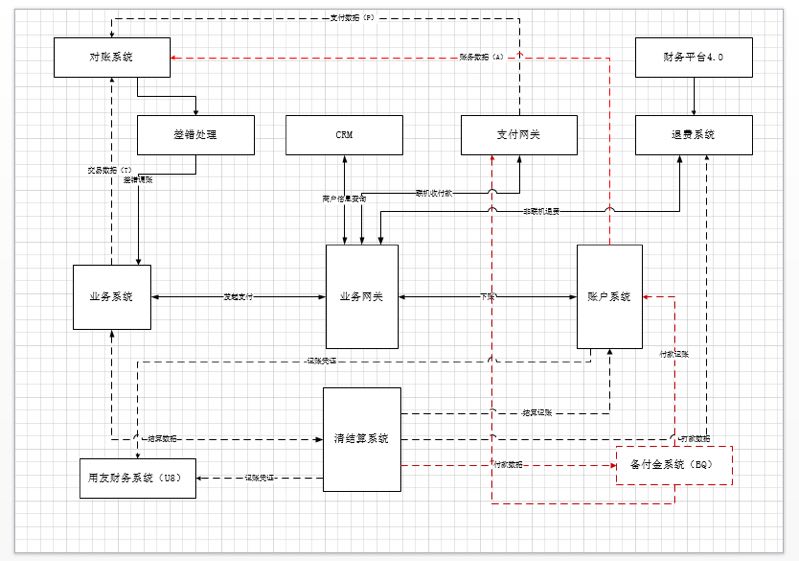 支付数据（P）
对账系统
账务数据（A）
财务平台4.0
差错处理
CRM
支付网关
退费系统
交易数据（T）
差错调账
商户信息查询
联机收付款
非联机退费
业务系统
发起支付
业务网关
下账
账户系统
付款记账
记账凭证
结算记账
结算数据
清结算系统
打款数据
用友财务系统（U8）
记账凭证
付款数据
备付金系统（BQ）